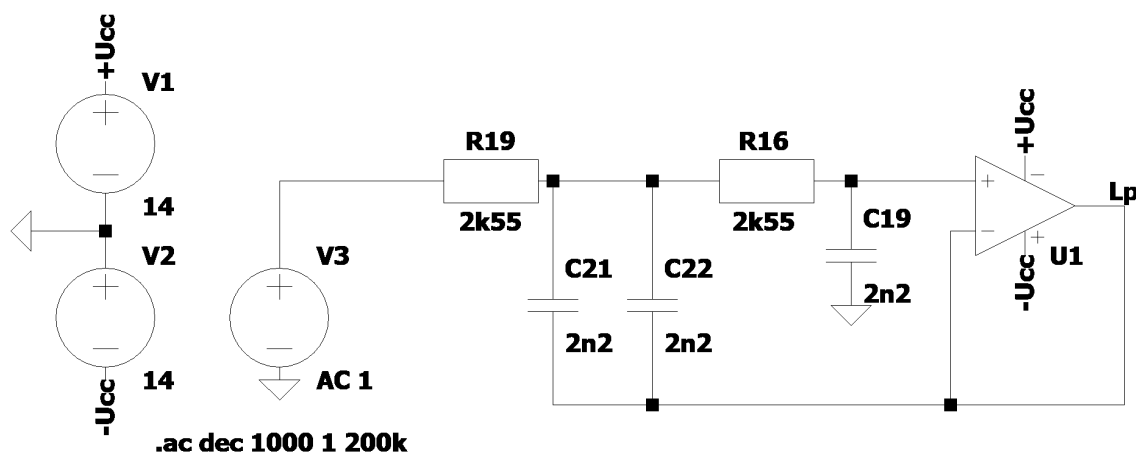 +Ucc
V1
14
V2
14
-Ucc
V3
AC 1
.ac dec 1000 1 200k
R19
2k55
C21
2n2
C22
2n2
R16
2k55
C19
2n2
+Ucc
-Ucc
U1
Lp